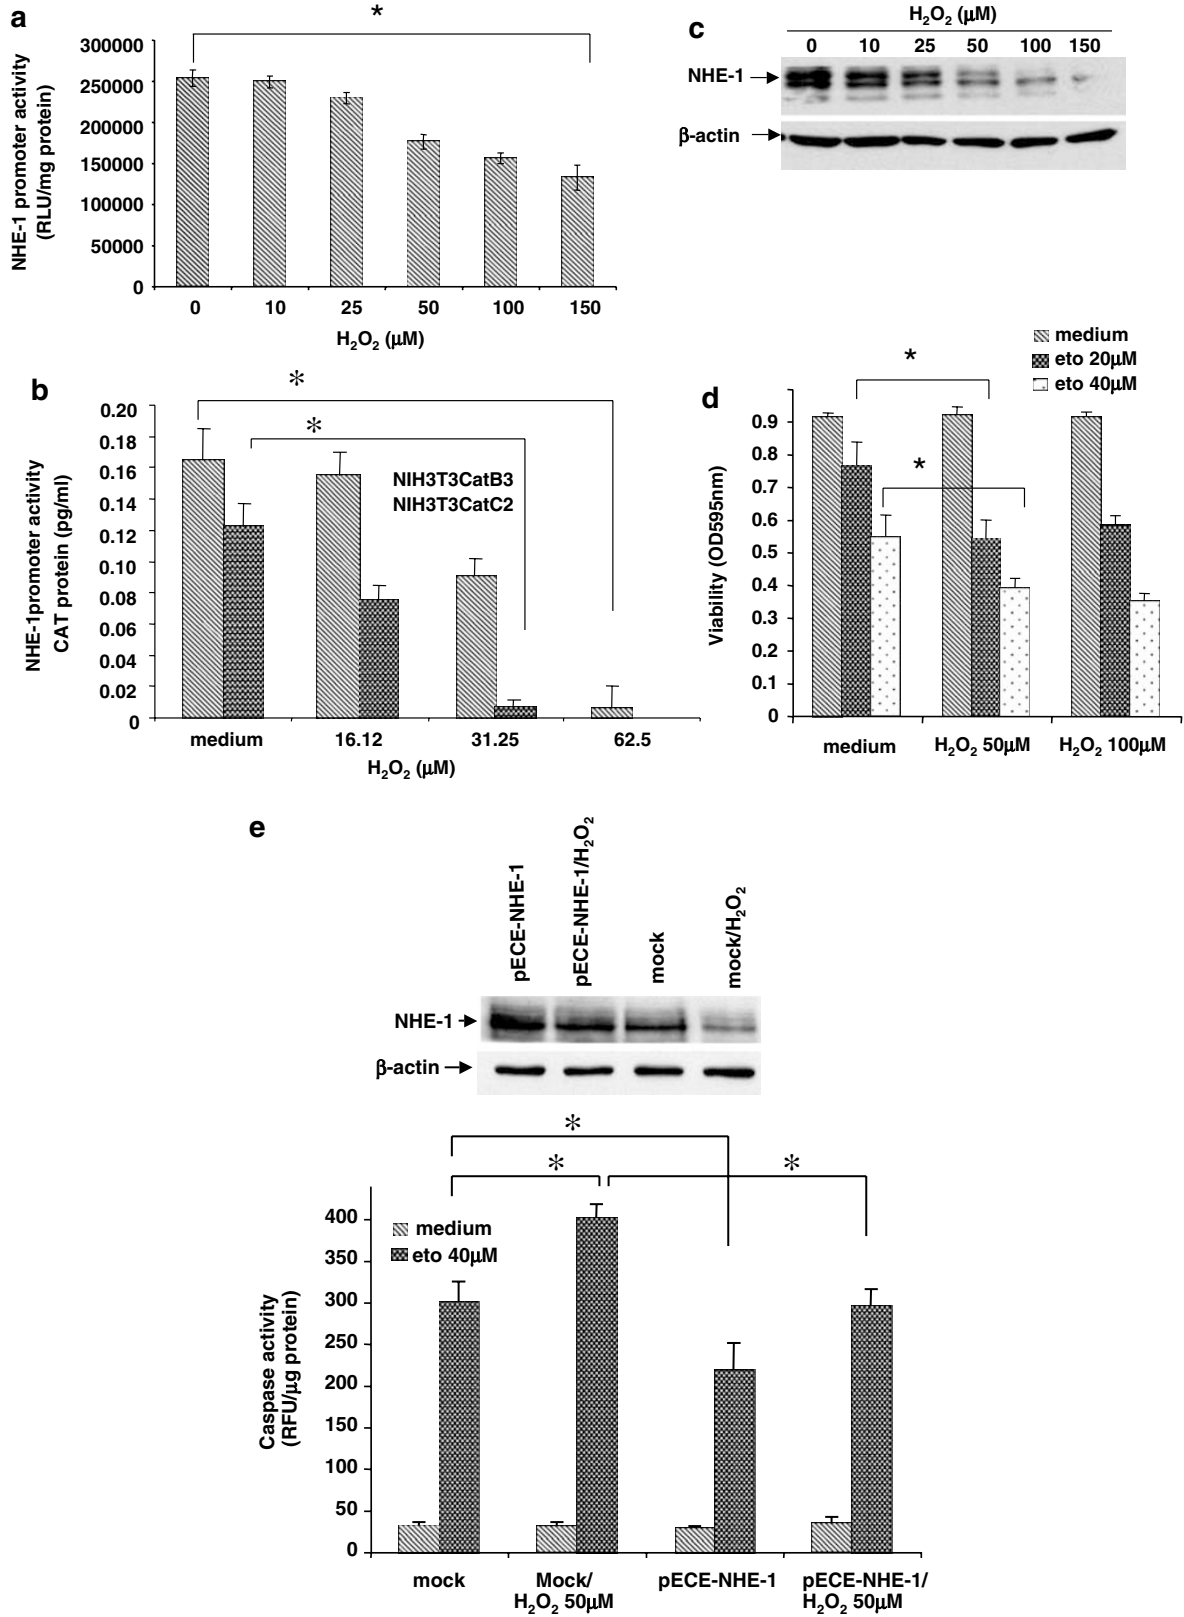 a
*
NHE-1 promoter activity
(RLU/mg protein)
300000
250000
200000
150000
100000
50000
0
0 10 25 50 100 150
H₂O₂ (μM)
c
H₂O₂ (μM)
0 10 25 50 100 150
NHE-1
β-actin
b
*
*
NHE-1promoter activity
CAT protein (pg/ml)
0.20
0.18
0.16
0.14
0.12
0.10
0.08
0.06
0.04
0.02
0
NIH3T3CatB3
NIH3T3CatC2
medium 16.12 31.25 62.5
H₂O₂ (μM)
d
medium
eto 20μM
eto 40μM
*
*
Viability (OD595nm)
0.9
0.8
0.7
0.6
0.5
0.4
0.3
0.2
0.1
0
medium H₂O₂ 50μM H₂O₂ 100μM
e
pECE-NHE-1
pECE-NHE-1/H₂O₂
mock
mock/H₂O₂
NHE-1
β-actin
*
*
*
medium
eto 40μM
Caspase activity
(RFU/μg protein)
400
350
300
250
200
150
100
50
0
mock
Mock/
H₂O₂ 50μM
pECE-NHE-1
pECE-NHE-1/
H₂O₂ 50μM